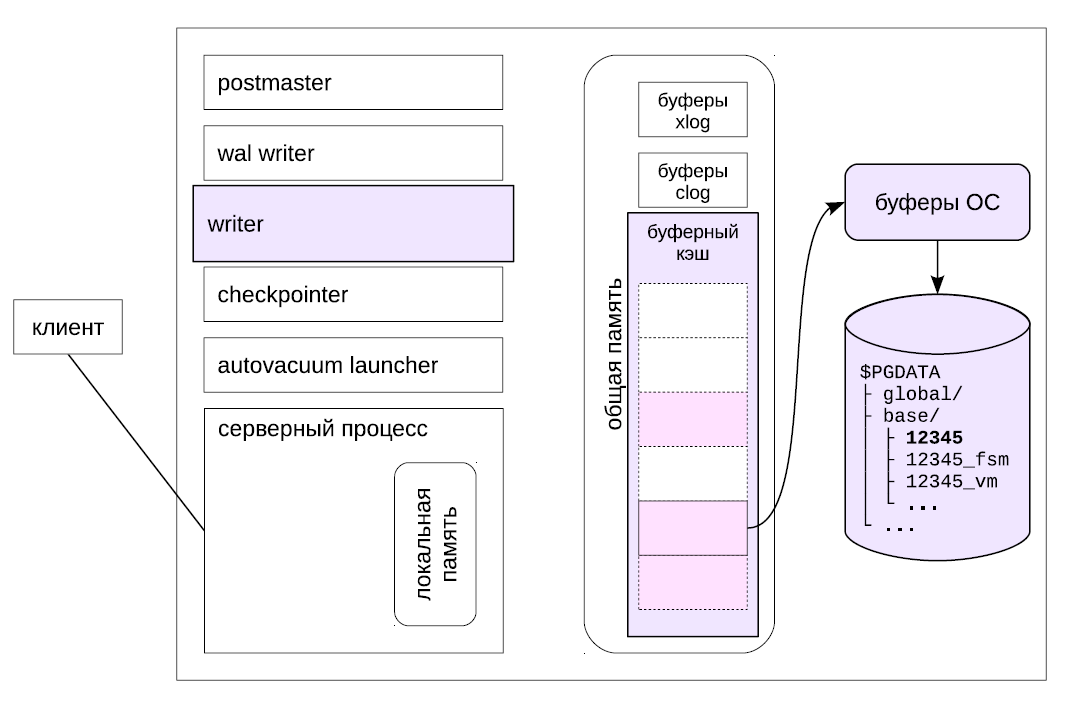 postmaster
wal writer
writer
checkpointer
autovacuum launcher
клиент
серверный процесс
локальная
память
общая память
буферы
xlog
буферы
clog
буферный
кэш
буферы ОС
$PGDATA
global/
base/
12345
12345_fsm
12345_vm
...
...